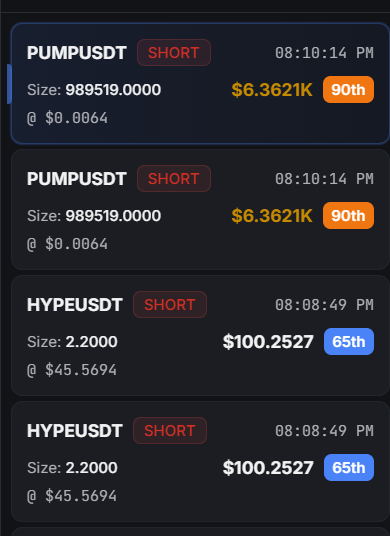 PUMPUSDT SHORT 08:10:14 PM
Size: 989519.0000 $6.3621K 90th
@ $0.0064
PUMPUSDT SHORT 08:10:14 PM
Size: 989519.0000 $6.3621K 90th
@ $0.0064
HYPEUSDT SHORT 08:08:49 PM
Size: 2.2000 $100.2527 65th
@ $45.5694
HYPEUSDT SHORT 08:08:49 PM
Size: 2.2000 $100.2527 65th
@ $45.5694